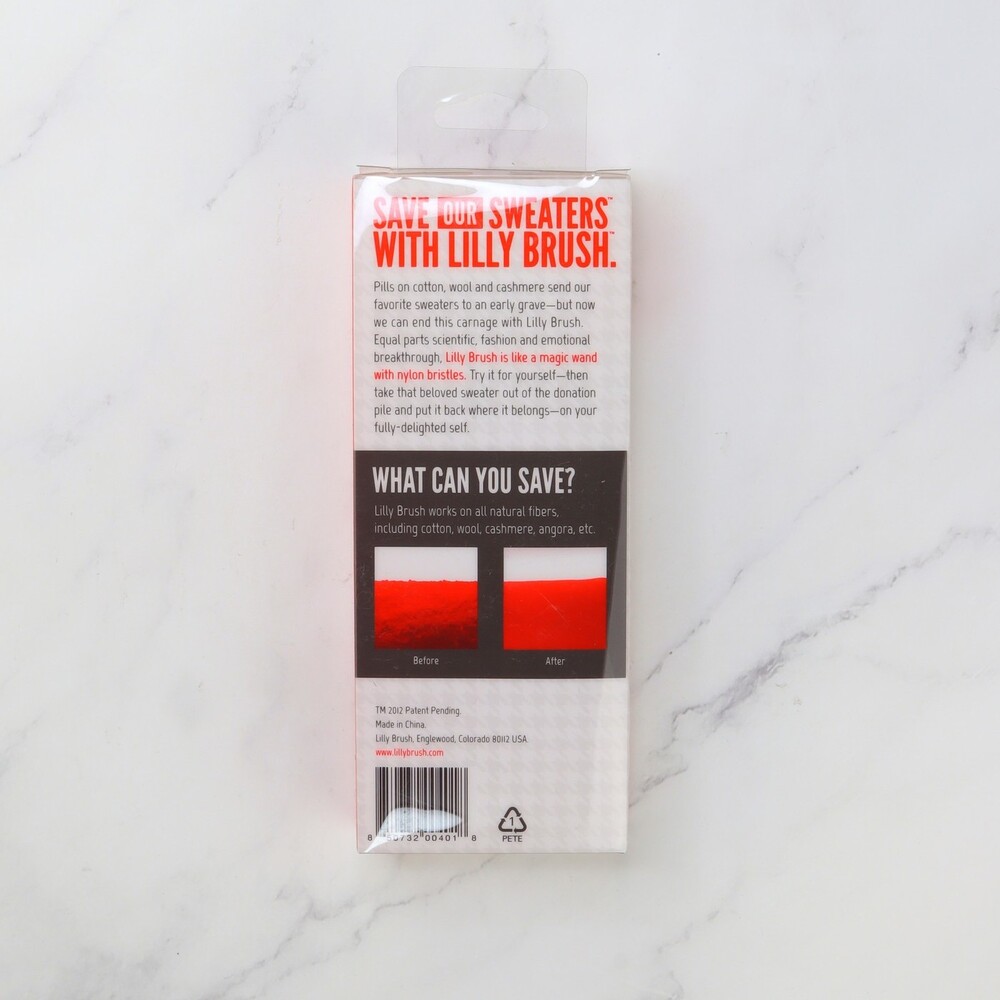 SAVE OUR SWEATERS™
WITH LILLY BRUSH.™
Pills on cotton, wool and cashmere send our
favorite sweaters to an early grave—but now
we can end this carnage with Lilly Brush.
Equal parts scientific, fashion and emotional
breakthrough, Lilly Brush is like a magic wand
with nylon bristles. Try it for yourself—then
take that beloved sweater out of the donation
pile and put it back where it belongs—on your
fully-delighted self.
WHAT CAN YOU SAVE?
Lilly Brush works on all natural fibers,
including cotton, wool, cashmere, angora, etc.
Before After
TM 2012 Patent Pending.
Made in China.
Lilly Brush, Englewood, Colorado 80112 USA
www.lillybrush.com
8 00401 8
1
PETE